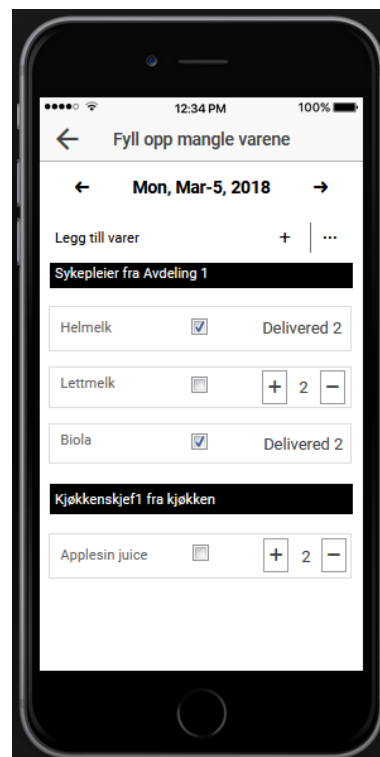 12:34 PM 100%
Fyll opp mangle varene
Mon, Mar-5, 2018
Legg till varer + ...
Sykepleier fra Avdeling 1
Helmelk Delivered 2
Lettmelk + 2 −
Biola Delivered 2
Kjøkkenskjef1 fra kjøkken
Applesin juice + 2 −